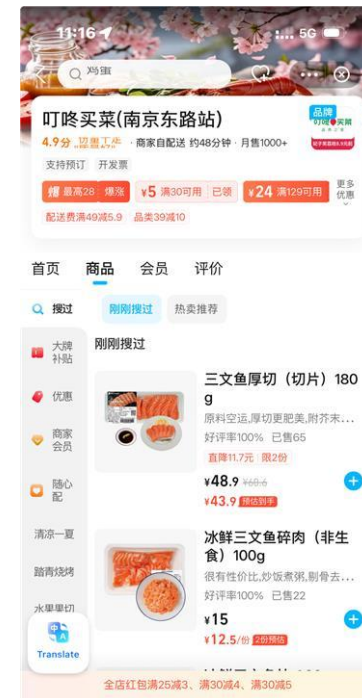 11:16
5G
叮咚买菜(南京东路站)
品牌
4.9分
· 商家自配送 约48分钟 · 月售1000+
支持预订 开发票
最高28 爆涨
¥5 满30可用 已领
¥24 满129可用
更多
优惠
配送费满49减5.9 品类39减10
首页 商品 会员 评价
搜过
刚刚搜过 热卖推荐
大牌
补贴
刚刚搜过
优惠
商家
会员
随心
配
清凉一夏
踏青烧烤
水果果切
三文鱼厚切（切片）180
g
原料空运,厚切更肥美,附芥末...
好评率100% 已售65
直降11.7元 限2份
¥48.9 ¥60.6
¥43.9 预估到手
冰鲜三文鱼碎肉（非生
食）100g
很有性价比,炒饭煮粥,剔骨去...
好评率100% 已售22
¥15
¥12.5/份 2份预估
Translate
全店红包满25减3、满30减4、满30减5